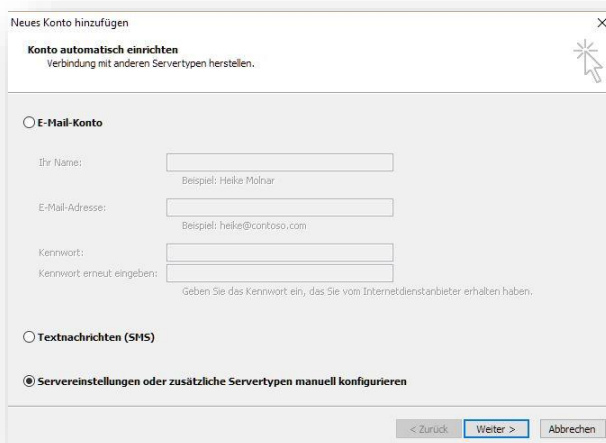 Neues Konto hinzufügen
Konto automatisch einrichten
Verbindung mit anderen Servertypen herstellen.
E-Mail-Konto
Ihr Name:
Beispiel: Heike Molnar
E-Mail-Adresse:
Beispiel: heike@contoso.com
Kennwort:
Kennwort erneut eingeben:
Geben Sie das Kennwort ein, das Sie vom Internetdienstanbieter erhalten haben.
Textnachrichten (SMS)
Servereinstellungen oder zusätzliche Servertypen manuell konfigurieren
< Zurück Weiter > Abbrechen